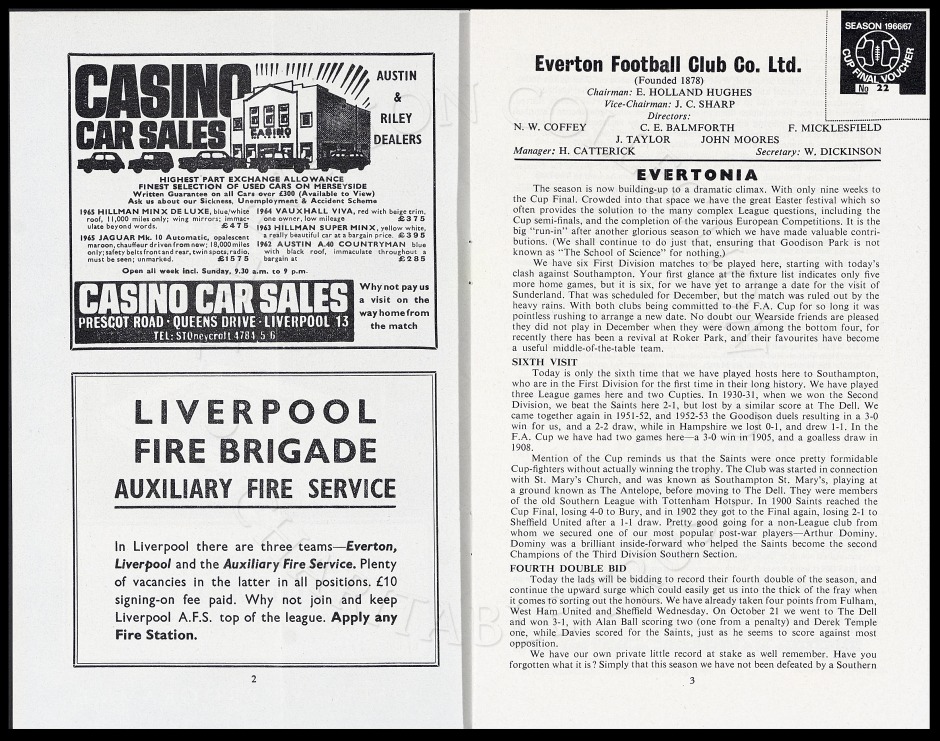 CASINO
CAR SALES
CASINO
AUSTIN
&
RILEY
DEALERS
HIGHEST PART EXCHANGE ALLOWANCE
FINEST SELECTION OF USED CARS ON MERSEYSIDE
Written Guarantee on all Cars over £300 (Available to View)
Ask us about our Sickness, Unemployment & Accident Scheme
1965 HILLMAN MINX DE LUXE, blue/white
roof, 11,000 miles only; wing mirrors; immac-
ulate beyond words. £475
1965 JAGUAR Mk. 10 Automatic, opalescent
maroon, chauffeur driven from new; 18,000 miles
only; safety belts front and rear, twin spots, radio;
must be seen; unmarked. £1575
1964 VAUXHALL VIVA, red with baige trim,
one owner, low mileage £375
1963 HILLMAN SUPER MINX, yellow white,
a really beautiful car at a bargain price. £395
1962 AUSTIN A.40 COUNTRYMAN blue
with black roof, immaculate throughout a
bargain at £285
Open all week incl. Sunday, 9.30 a.m. to 9 p.m.
CASINO CAR SALES
PRESCOT ROAD · QUEENS DRIVE · LIVERPOOL 13
TEL: STOneycroft 4784 5 6
Why not pay us
a visit on the
way home from
the match
LIVERPOOL
FIRE BRIGADE
AUXILIARY FIRE SERVICE
In Liverpool there are three teams—Everton,
Liverpool and the Auxiliary Fire Service. Plenty
of vacancies in the latter in all positions. £10
signing-on fee paid. Why not join and keep
Liverpool A.F.S. top of the league. Apply any
Fire Station.
2
SEASON 1966/67
CUP FINAL VOUCHER
No 22
Everton Football Club Co. Ltd.
(Founded 1878)
Chairman: E. HOLLAND HUGHES
Vice-Chairman: J. C. SHARP
Directors:
N. W. COFFEY C. E. BALMFORTH F. MICKLESFIELD
J. TAYLOR JOHN MOORES
Manager: H. CATTERICK Secretary: W. DICKINSON
EVERTONIA
The season is now building-up to a dramatic climax. With only nine weeks to
the Cup Final. Crowded into that space we have the great Easter festival which so
often provides the solution to the many complex League questions, including the
Cup semi-finals, and the completion of the various European Competitions. It is the
big "run-in" after another glorious season to which we have made valuable contri-
butions. (We shall continue to do just that, ensuring that Goodison Park is not
known as "The School of Science" for nothing.)
We have six First Division matches to be played here, starting with today's
clash against Southampton. Your first glance at the fixture list indicates only five
more home games, but it is six, for we have yet to arrange a date for the visit of
Sunderland. That was scheduled for December, but the match was ruled out by the
heavy rains. With both clubs being committed to the F.A. Cup for so long it was
pointless rushing to arrange a new date. No doubt our Wearside friends are pleased
they did not play in December when they were down among the bottom four, for
recently there has been a revival at Roker Park, and their favourites have become
a useful middle-of-the-table team.
SIXTH VISIT
Today is only the sixth time that we have played hosts here to Southampton,
who are in the First Division for the first time in their long history. We have played
three League games here and two Cupties. In 1930-31, when we won the Second
Division, we beat the Saints here 2-1, but lost by a similar score at The Dell. We
came together again in 1951-52, and 1952-53 the Goodison duels resulting in a 3-0
win for us, and a 2-2 draw, while in Hampshire we lost 0-1, and drew 1-1. In the
F.A. Cup we have had two games here—a 3-0 win in 1905, and a goalless draw in
1908.
Mention of the Cup reminds us that the Saints were once pretty formidable
Cup-fighters without actually winning the trophy. The Club was started in connection
with St. Mary's Church, and was known as Southampton St. Mary's, playing at
a ground known as The Antelope, before moving to The Dell. They were members
of the old Southern League with Tottenham Hotspur. In 1900 Saints reached the
Cup Final, losing 4-0 to Bury, and in 1902 they got to the Final again, losing 2-1 to
Sheffield United after a 1-1 draw. Pretty good going for a non-League club from
whom we secured one of our most popular post-war players—Arthur Dominy.
Dominy was a brilliant inside-forward who helped the Saints become the second
Champions of the Third Division Southern Section.
FOURTH DOUBLE BID
Today the lads will be bidding to record their fourth double of the season, and
continue the upward surge which could easily get us into the thick of the fray when
it comes to sorting out the honours. We have already taken four points from Fulham,
West Ham United and Sheffield Wednesday. On October 21 we went to The Dell
and won 3-1, with Alan Ball scoring two (one from a penalty) and Derek Temple
one, while Davies scored for the Saints, just as he seems to score against most
opposition.
We have our own private little record at stake as well remember. Have you
forgotten what it is? Simply that this season we have not been defeated by a Southern
3